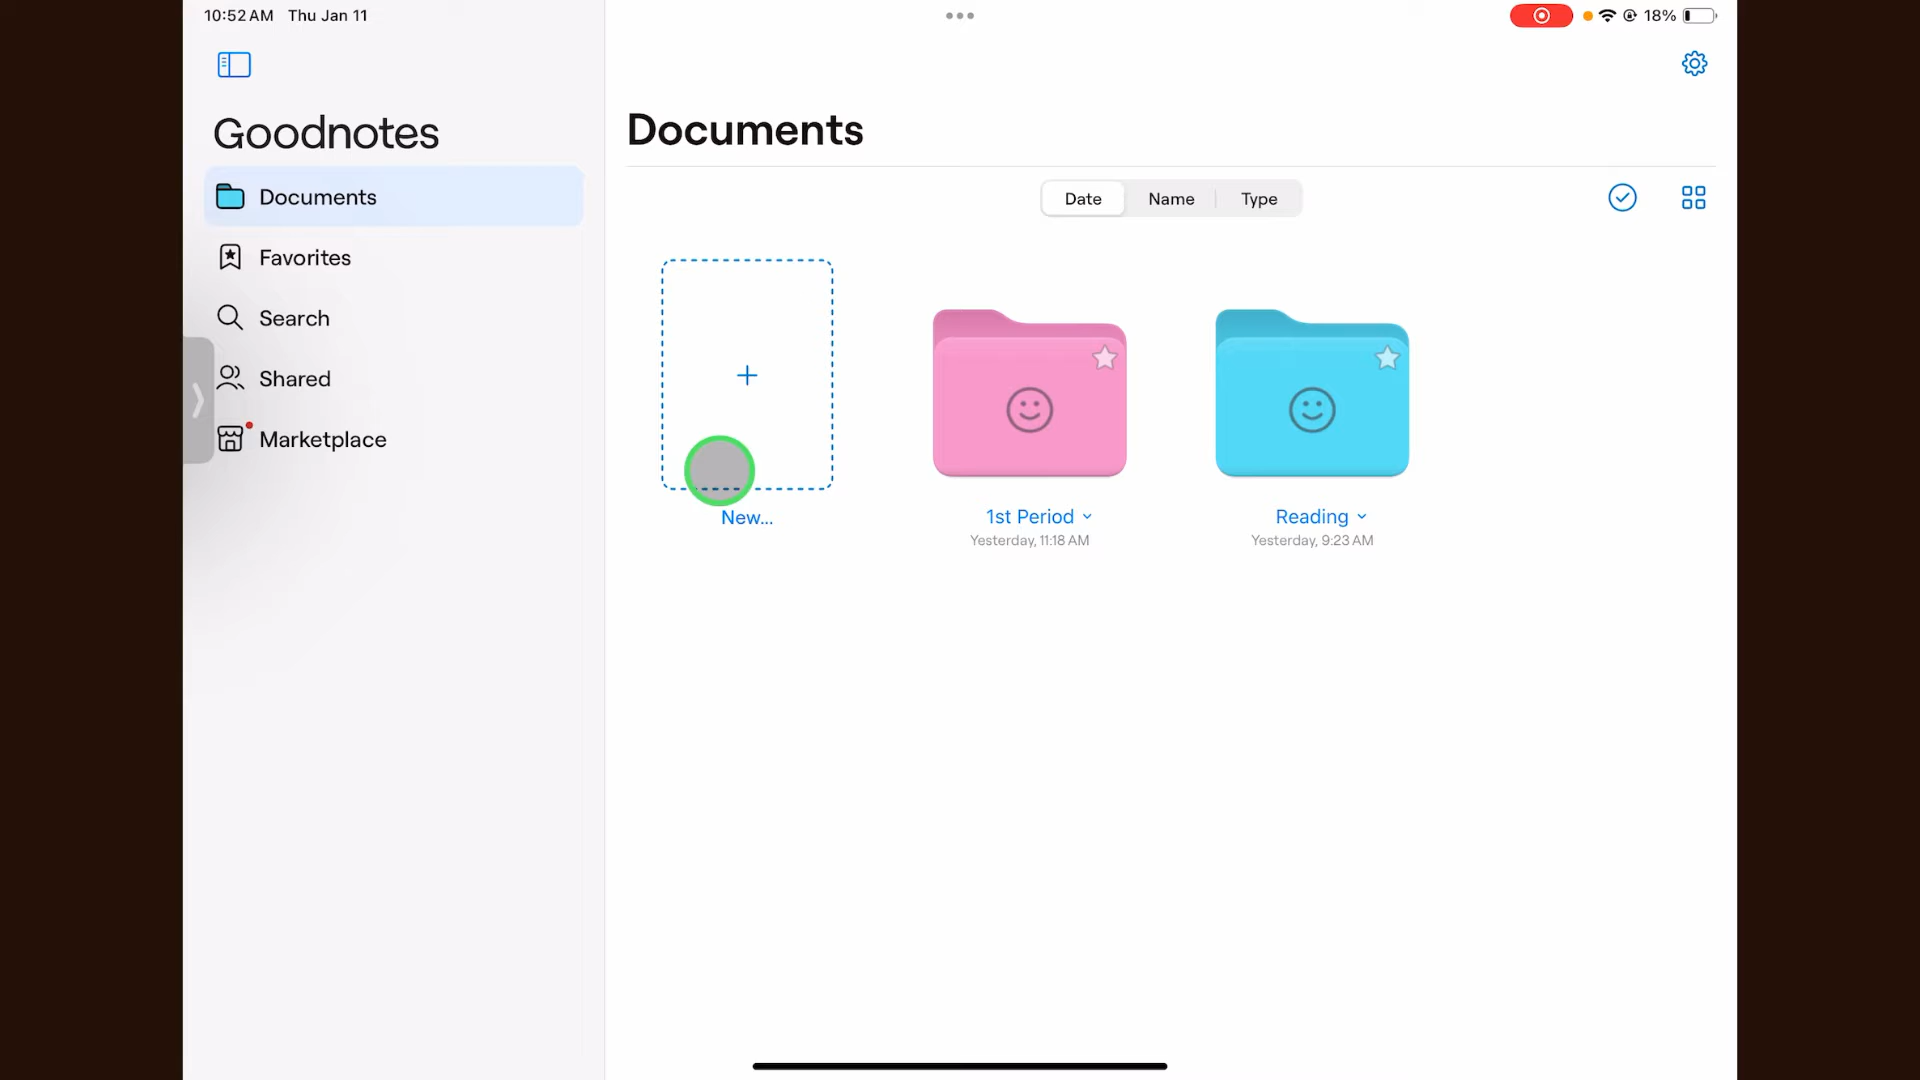 10:52 AM Thu Jan 11
18%
Goodnotes
Documents
Favorites
Search
Shared
Marketplace
Documents
Date Name Type
New...
1st Period
Yesterday, 11:18 AM
Reading
Yesterday, 9:23 AM